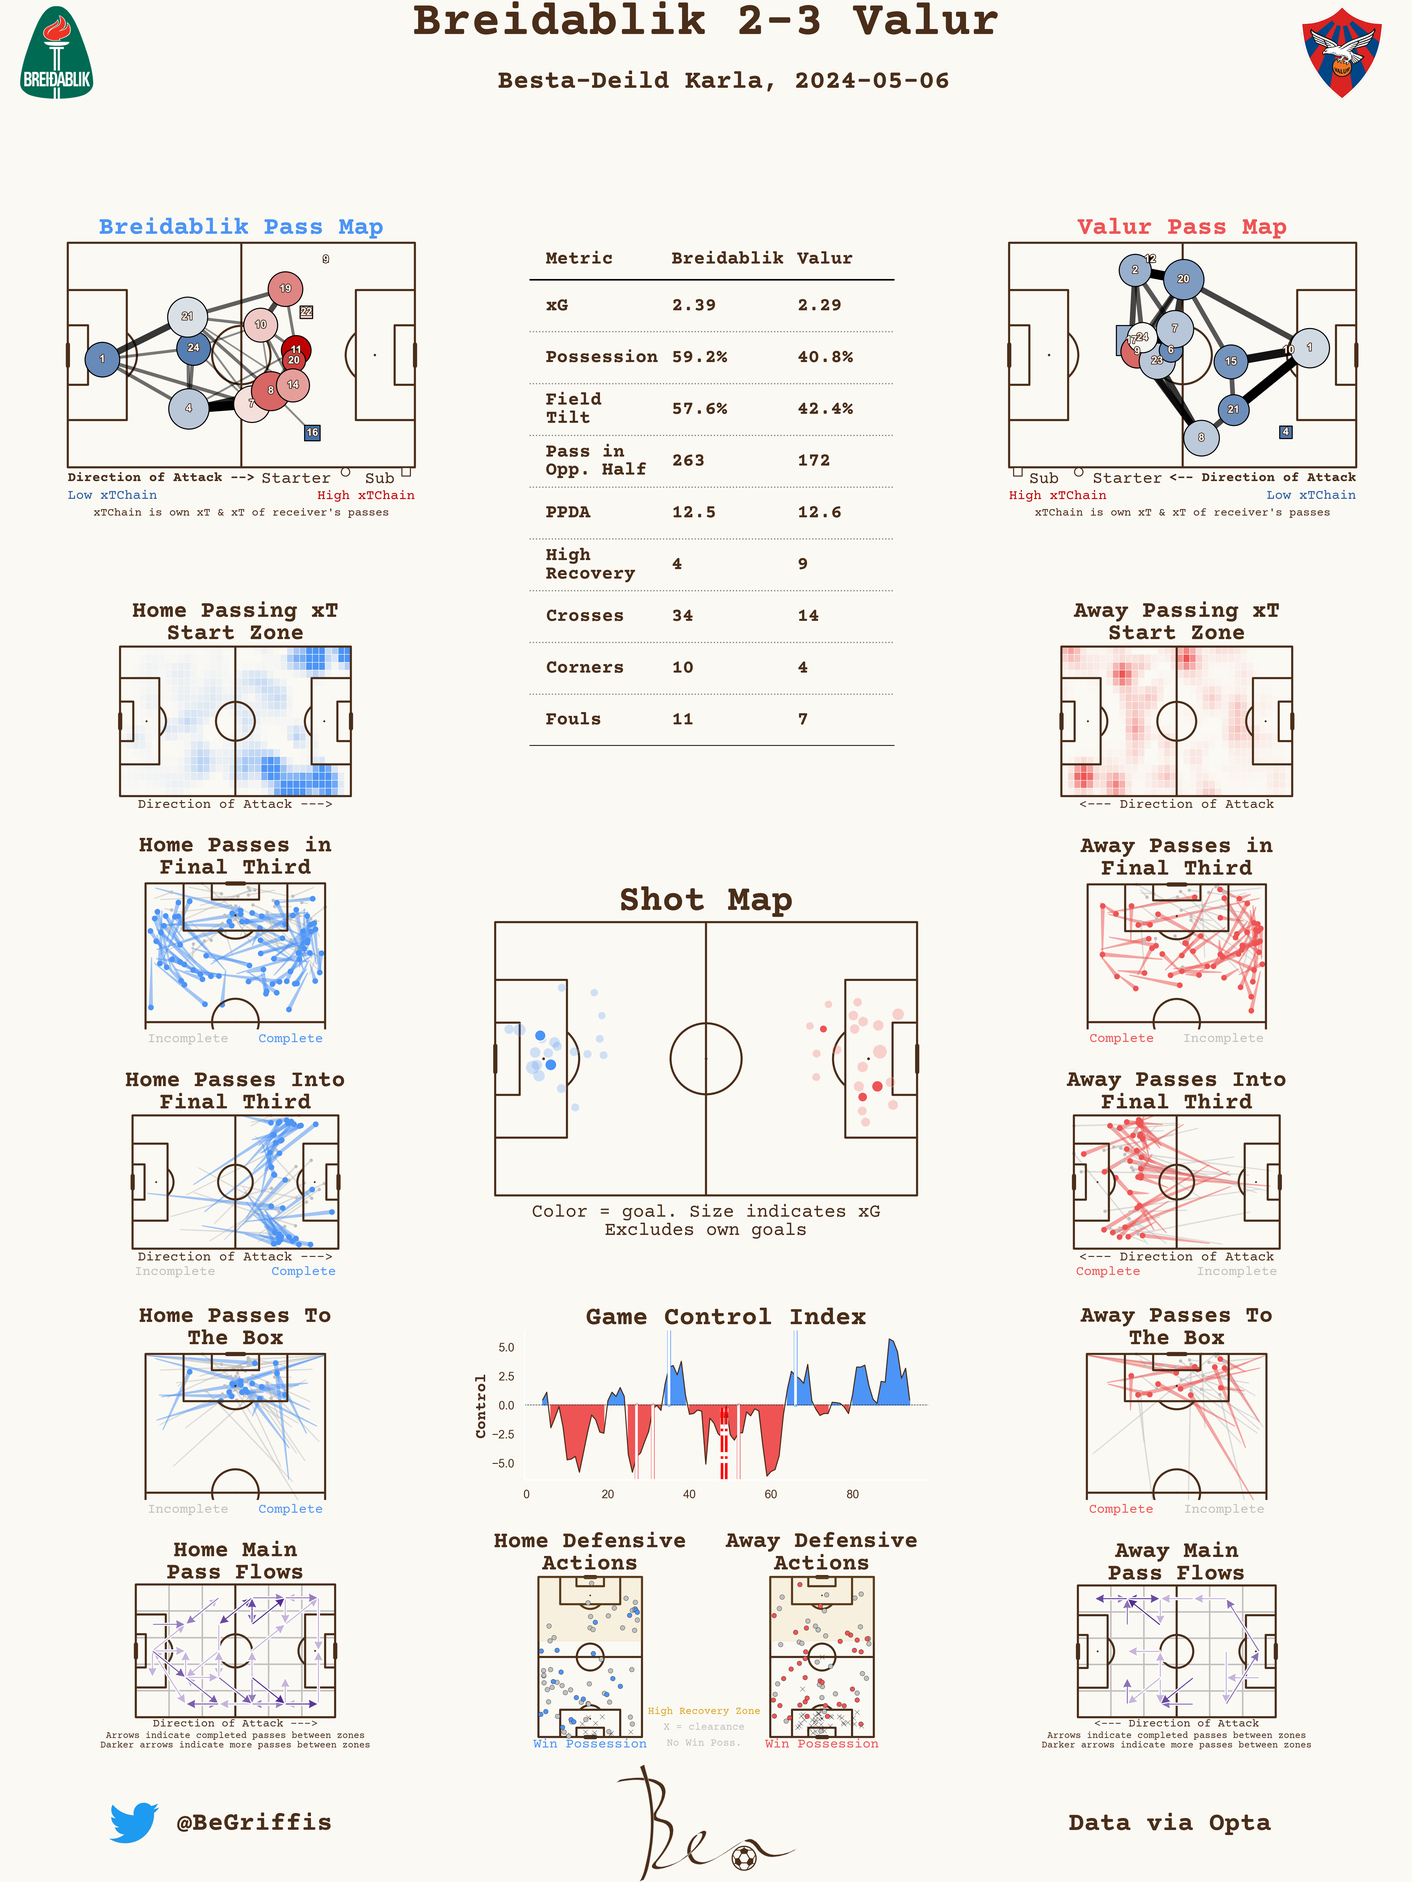 Breidablik 2-3 Valur
Besta-Deild Karla, 2024-05-06
BREIÐABLIK
VALUR
Breidablik Pass Map
9
19
22
21
10
24
11
1
20
14
8
4
7
16
Direction of Attack --> Starter Sub
Low xTChain High xTChain
xTChain is own xT & xT of receiver's passes
Metric Breidablik Valur
xG 2.39 2.29
Possession 59.2% 40.8%
Field
Tilt 57.6% 42.4%
Pass in
Opp. Half 263 172
PPDA 12.5 12.6
High
Recovery 4 9
Crosses 34 14
Corners 10 4
Fouls 11 7
Valur Pass Map
12
2
20
7
24
17
9
6
10
1
23
15
21
8
4
Sub Starter <-- Direction of Attack
High xTChain Low xTChain
xTChain is own xT & xT of receiver's passes
Home Passing xT
Start Zone
Direction of Attack --->
Away Passing xT
Start Zone
<--- Direction of Attack
Home Passes in
Final Third
Incomplete Complete
Away Passes in
Final Third
Complete Incomplete
Shot Map
Color = goal. Size indicates xG
Excludes own goals
Home Passes Into
Final Third
Direction of Attack --->
Incomplete Complete
Away Passes Into
Final Third
<--- Direction of Attack
Complete Incomplete
Home Passes To
The Box
Incomplete Complete
Game Control Index
Control
5.0
2.5
0.0
−2.5
−5.0
0 20 40 60 80
Away Passes To
The Box
Complete Incomplete
Home Main
Pass Flows
Direction of Attack --->
Arrows indicate completed passes between zones
Darker arrows indicate more passes between zones
Home Defensive
Actions
Win Possession
High Recovery Zone
X = clearance
No Win Poss.
Away Defensive
Actions
Win Possession
Away Main
Pass Flows
<--- Direction of Attack
Arrows indicate completed passes between zones
Darker arrows indicate more passes between zones
@BeGriffis
Ben
Data via Opta